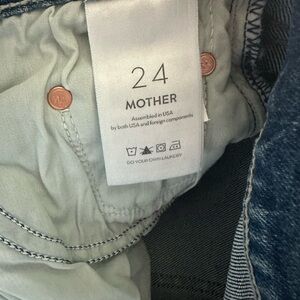 24
MOTHER
Assembled in USA
by both USA and foreign components
DO YOUR OWN LAUNDRY